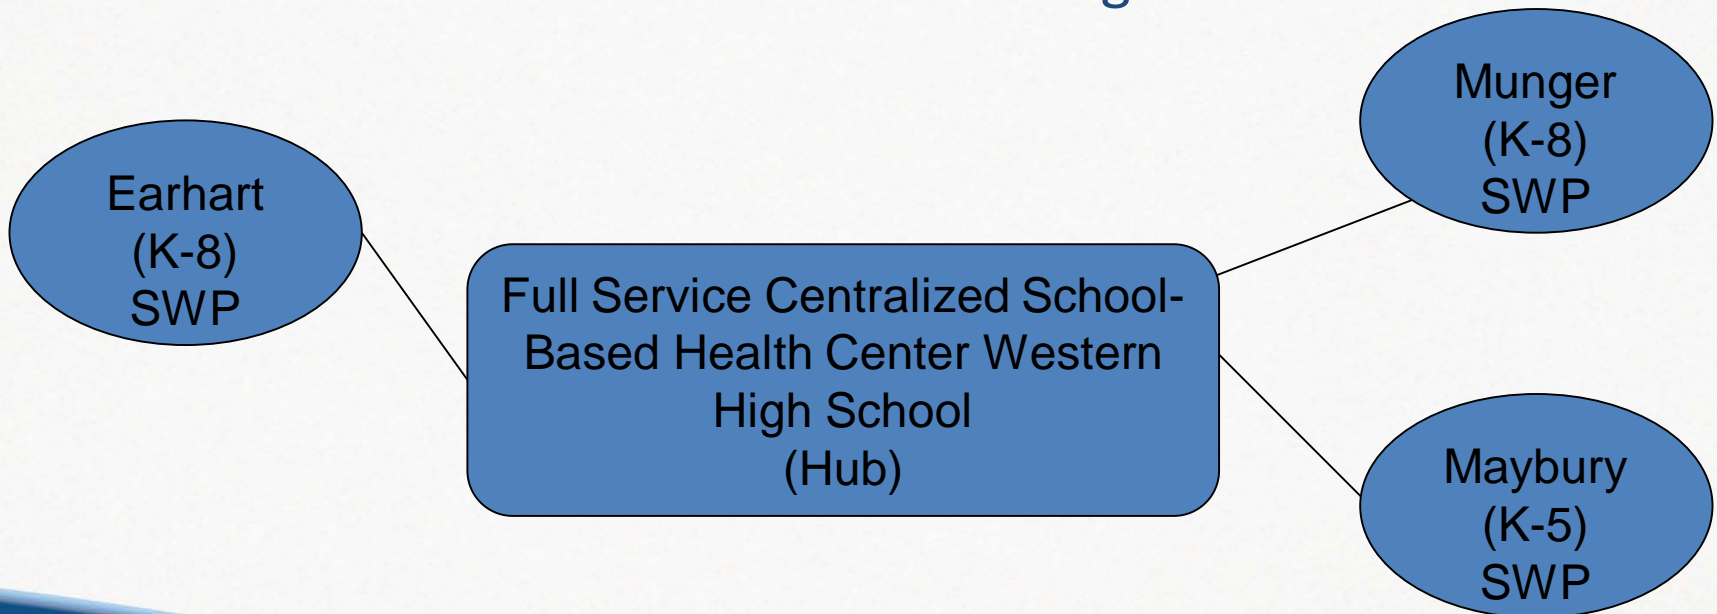 Earhart
(K-8)
SWP
Full Service Centralized School-
Based Health Center Western
High School
(Hub)
Munger
(K-8)
SWP
Maybury
(K-5)
SWP